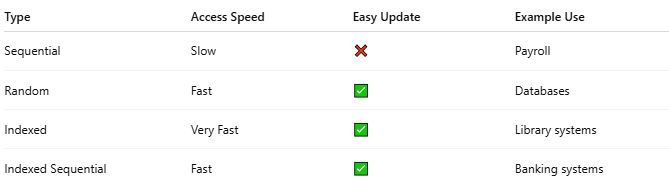 Type Access Speed Easy Update Example Use
Sequential Slow ❌ Payroll
Random Fast ✅ Databases
Indexed Very Fast ✅ Library systems
Indexed Sequential Fast ✅ Banking systems